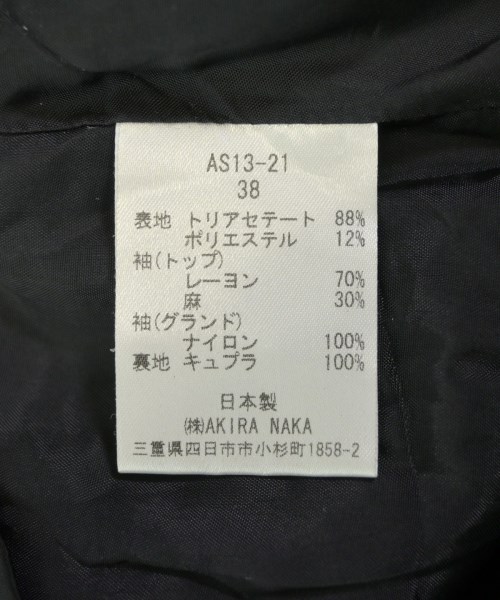 AS13-21
38
表地 トリアセテート 88%
ポリエステル 12%
袖(トップ)
レーヨン 70%
麻 30%
袖(グランド)
ナイロン 100%
裏地 キュプラ 100%
日本製
㈱AKIRA NAKA
三重県四日市市小杉町1858-2